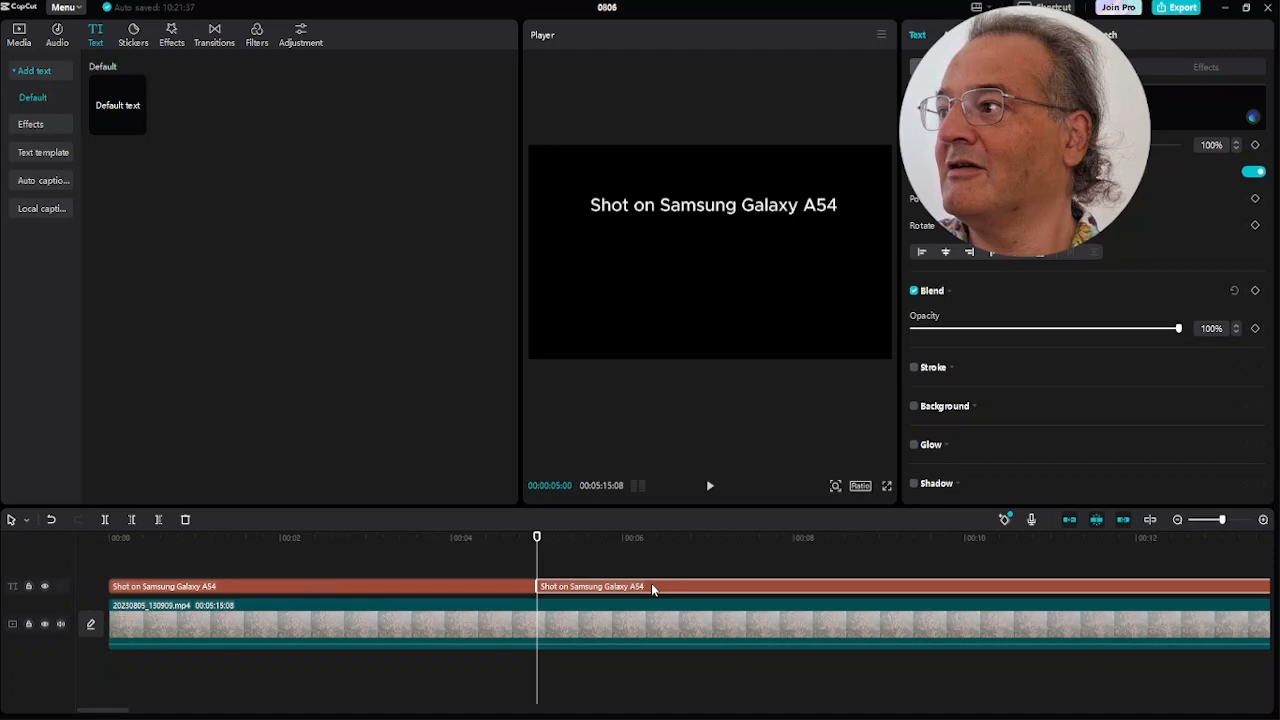 CapCut Menu Auto saved: 10:21:37 0806 Shortcut Join Pro Export
Media Audio Text Stickers Effects Transitions Filters Adjustment
Player
Text
Add text
Default
Effects
Text template
Auto captio...
Local capti...
Default
Default text
Shot on Samsung Galaxy A54
00:00:05:00 00:05:15:08
Ratio
Effects
100%
Rotate
Blend
Opacity
100%
Stroke
Background
Glow
Shadow
00:00 00:02 00:04 00:06 00:08 00:10 00:12
TI Shot on Samsung Galaxy A54 Shot on Samsung Galaxy A54
20230805_130909.mp4 00:05:15:08